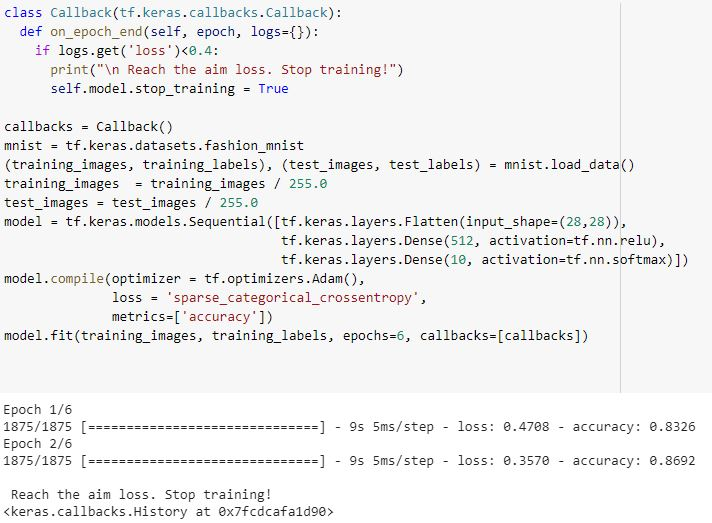 class Callback(tf.keras.callbacks.Callback):
  def on_epoch_end(self, epoch, logs={}):
    if logs.get('loss')<0.4:
      print("\n Reach the aim loss. Stop training!")
      self.model.stop_training = True

callbacks = Callback()
mnist = tf.keras.datasets.fashion_mnist
(training_images, training_labels), (test_images, test_labels) = mnist.load_data()
training_images  = training_images / 255.0
test_images = test_images / 255.0
model = tf.keras.models.Sequential([tf.keras.layers.Flatten(input_shape=(28,28)),
                                    tf.keras.layers.Dense(512, activation=tf.nn.relu),
                                    tf.keras.layers.Dense(10, activation=tf.nn.softmax)])
model.compile(optimizer = tf.optimizers.Adam(),
              loss = 'sparse_categorical_crossentropy',
              metrics=['accuracy'])
model.fit(training_images, training_labels, epochs=6, callbacks=[callbacks])

Epoch 1/6
1875/1875 [==============================] - 9s 5ms/step - loss: 0.4708 - accuracy: 0.8326
Epoch 2/6
1875/1875 [==============================] - 9s 5ms/step - loss: 0.3570 - accuracy: 0.8692

 Reach the aim loss. Stop training!
<keras.callbacks.History at 0x7fcdcafa1d90>